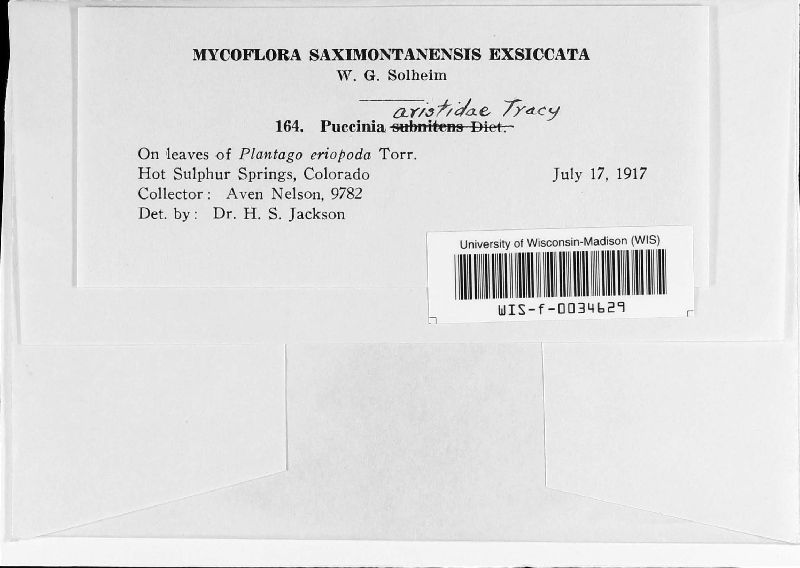 MYCOFLORA SAXIMONTANENSIS EXSICCATA
W. G. Solheim
aristidae Tracy
164. Puccinia subnitens Diet.
On leaves of Plantago eriopoda Torr.
Hot Sulphur Springs, Colorado July 17, 1917
Collector: Aven Nelson, 9782
Det. by: Dr. H. S. Jackson
University of Wisconsin-Madison (WIS)
WIS-f-0034629